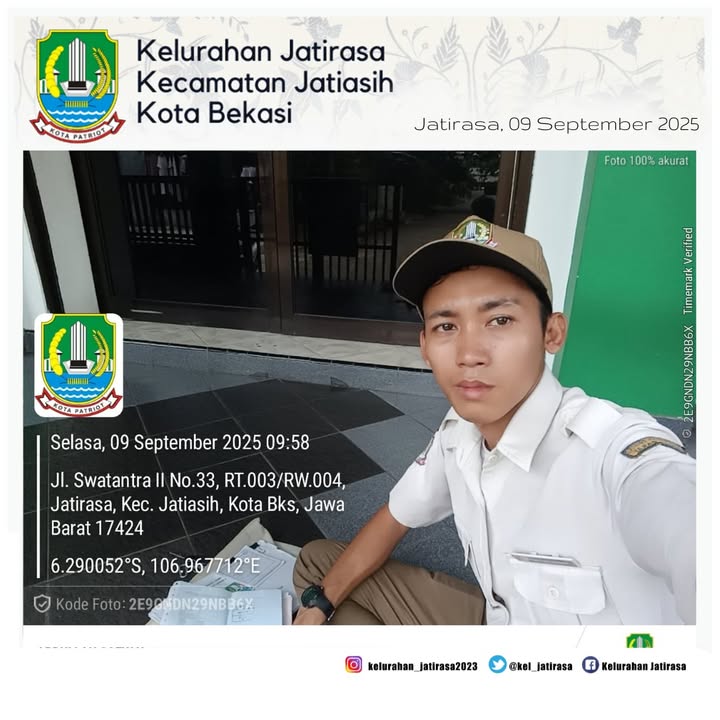 Kelurahan Jatirasa
Kecamatan Jatiasih
Kota Bekasi
KOTA PATRIOT
Jatirasa, 09 September 2025
Foto 100% akurat
2E9GNDN29NBB6X Timemark Verified
KOTA PATRIOT
Selasa, 09 September 2025 09:58
Jl. Swatantra II No.33, RT.003/RW.004,
Jatirasa, Kec. Jatiasih, Kota Bks, Jawa
Barat 17424
6.290052°S, 106.967712°E
Kode Foto: 2E9GNDN29NBB6X
kelurahan_jatirasa2023 @kel_jatirasa Kelurahan Jatirasa